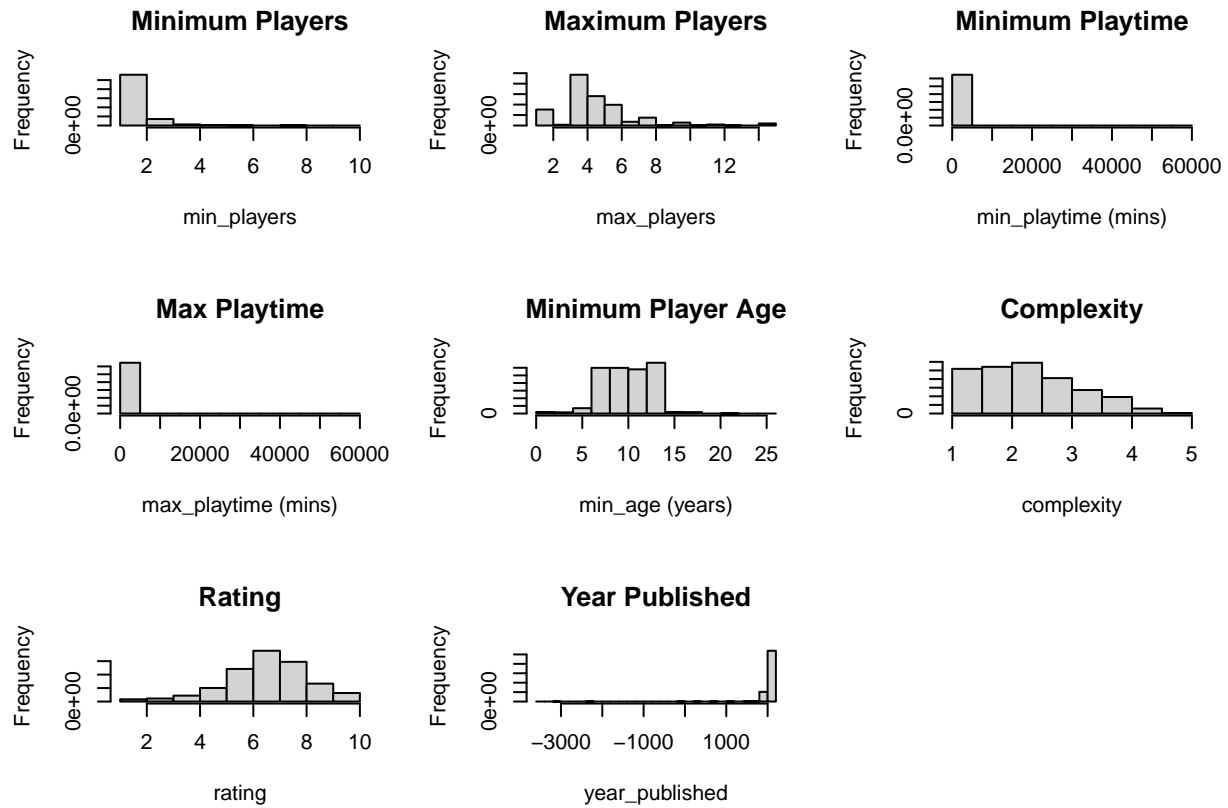 Minimum Players
Frequency
0e+00
2 4 6 8 10
min_players
Maximum Players
Frequency
0e+00
2 4 6 8 12
max_players
Minimum Playtime
Frequency
0.0e+00
0 20000 40000 60000
min_playtime (mins)
Max Playtime
Frequency
0.0e+00
0 20000 40000 60000
max_playtime (mins)
Minimum Player Age
Frequency
0
0 5 10 15 20 25
min_age (years)
Complexity
Frequency
0
1 2 3 4 5
complexity
Rating
Frequency
0e+00
2 4 6 8 10
rating
Year Published
Frequency
0e+00
−3000 −1000 1000
year_published